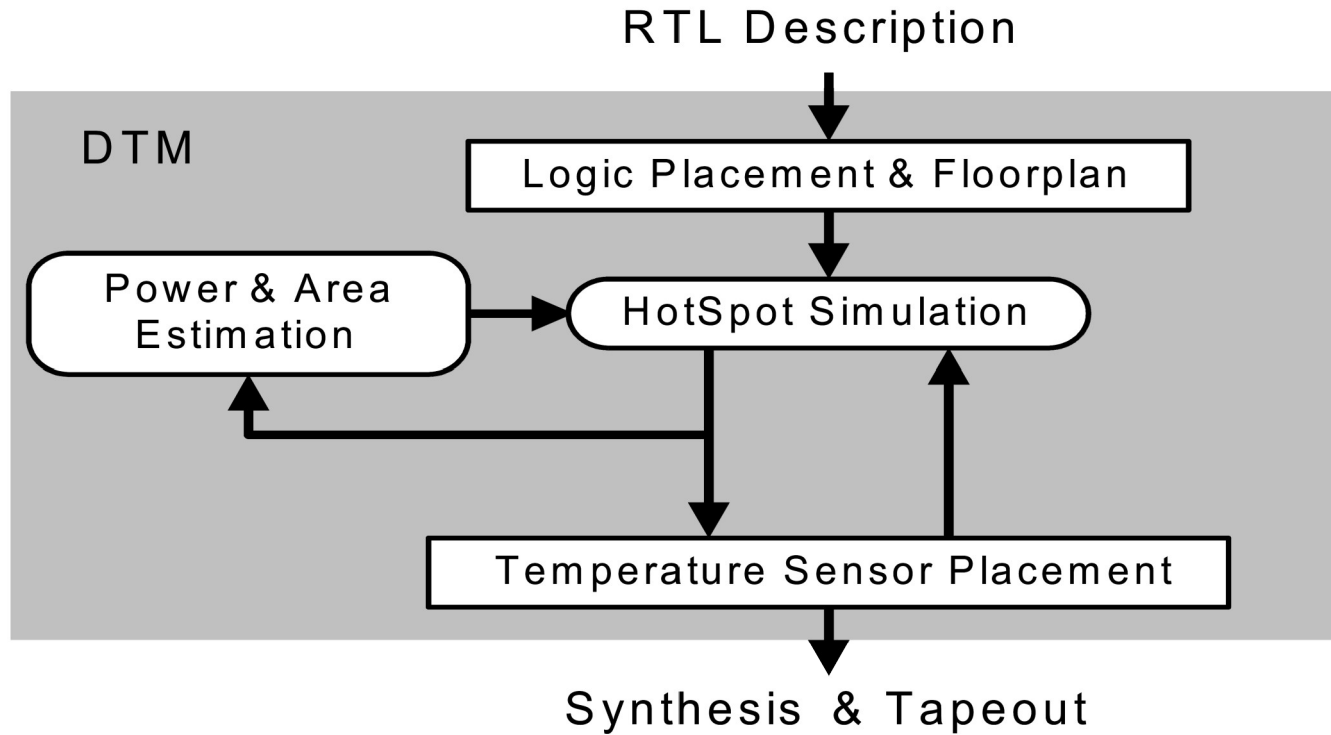 RTL Description
DTM
Logic Placement & Floorplan
Power & Area
Estimation
HotSpot Simulation
Temperature Sensor Placement
Synthesis & Tapeout